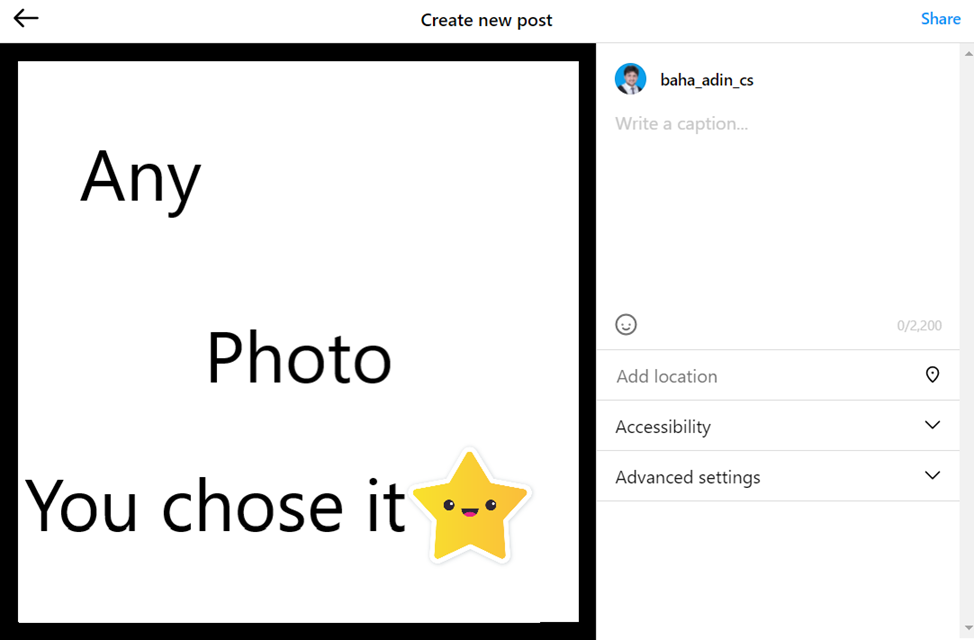 Create new post
Share
Any
Photo
You chose it
baha_adin_cs
Write a caption...
0/2,200
Add location
Accessibility
Advanced settings